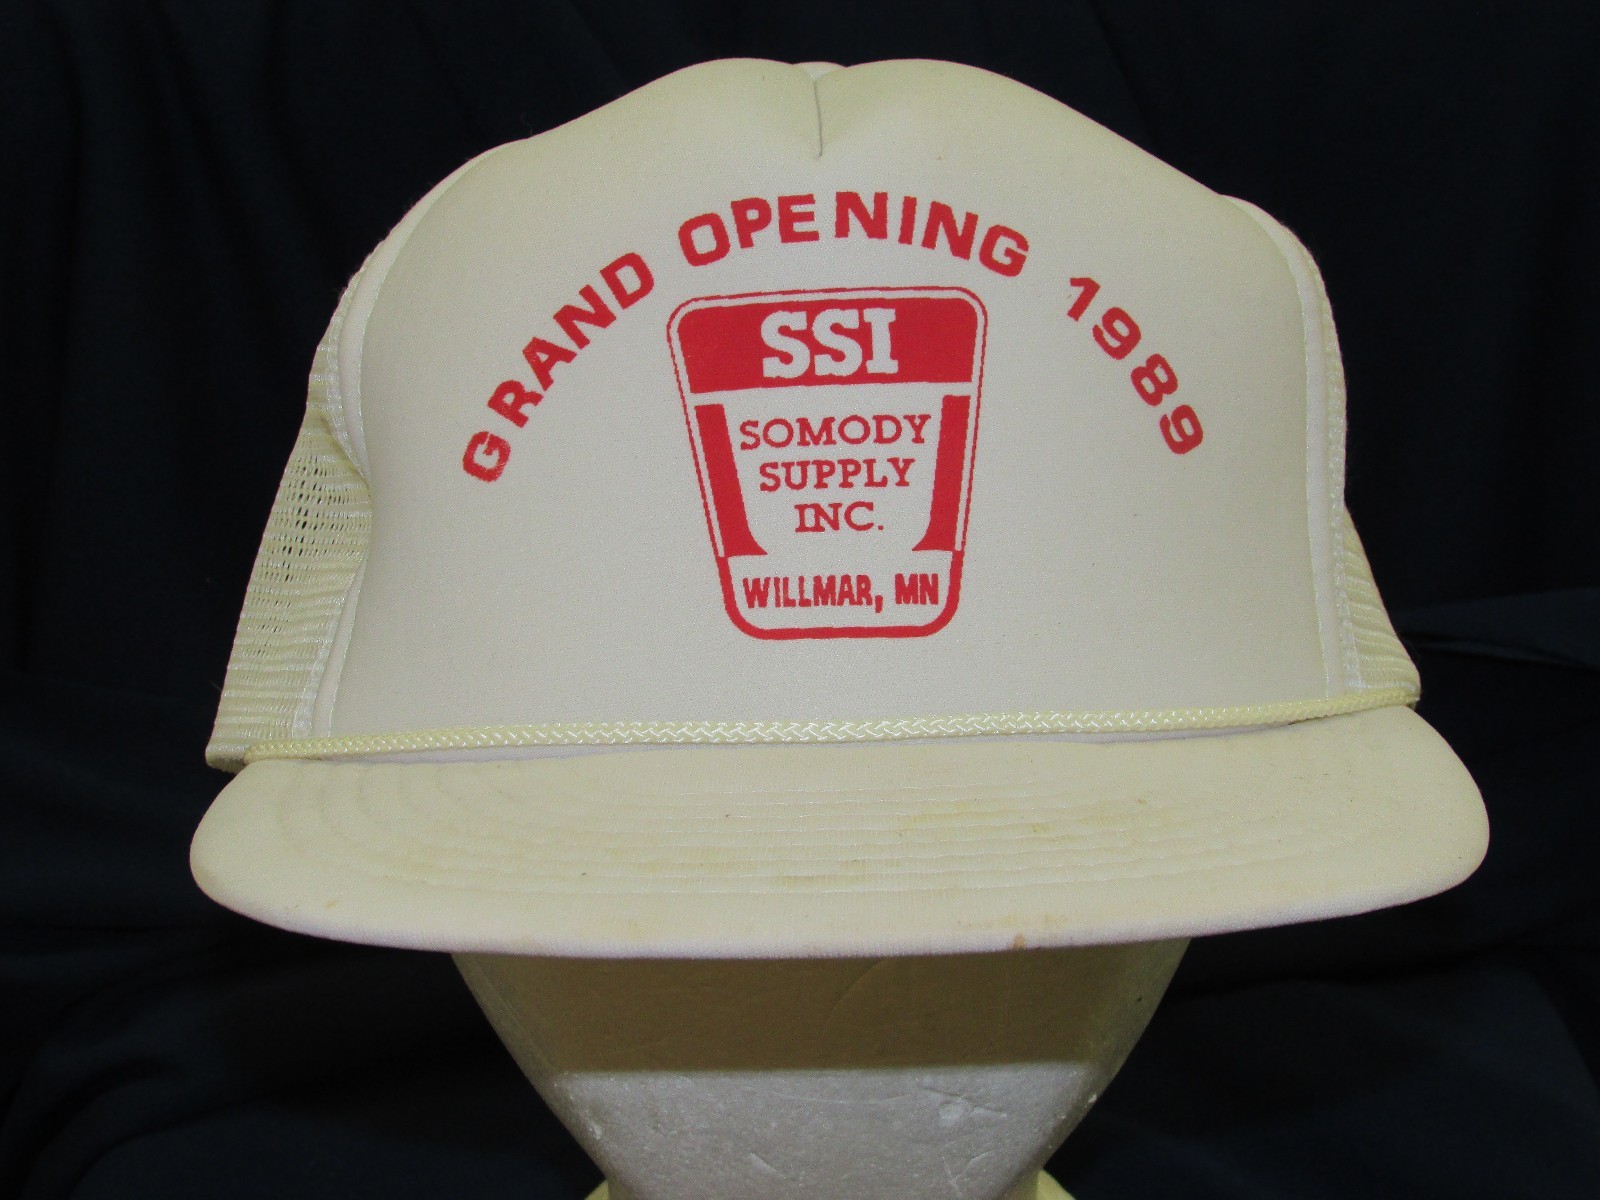 GRAND OPENING 1989
SSI
SOMODY
SUPPLY
INC.
WILLMAR, MN